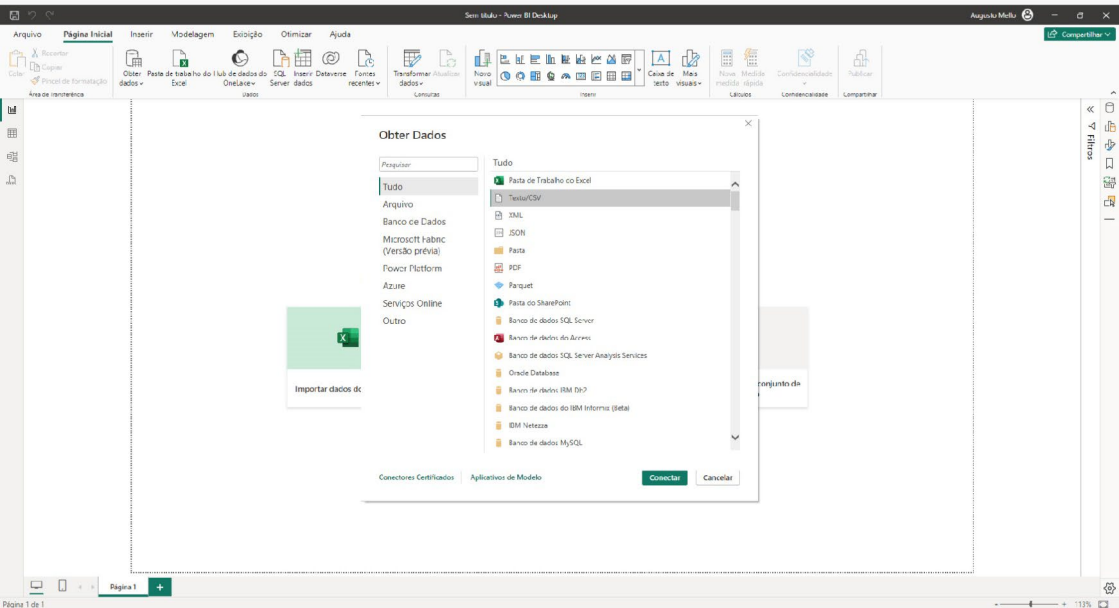 Sem título - Power BI Desktop
Augusto Mello
Arquivo
Página Inicial
Inserir
Modelagem
Exibição
Otimizar
Ajuda
Compartilhar
Colar
Recortar
Copiar
Pincel de formatação
Área de transferência
Obter dados
Pasta de trabalho do Excel
Hub de dados do OneLake
SQL Server
Inserir dados
Dataverse
Fontes recentes
Dados
Transformar dados
Atualizar
Consultas
Novo visual
Caixa de texto
Mais visuais
Inserir
Nova medida
Medida rápida
Cálculos
Confidencialidade
Confidencialidade
Publicar
Compartilhar
Filtros
Obter Dados
Pesquisar
Tudo
Arquivo
Banco de Dados
Microsoft Fabric
(Versão prévia)
Power Platform
Azure
Serviços Online
Outro
Tudo
Pasta de Trabalho do Excel
Texto/CSV
XML
JSON
Pasta
PDF
Parquet
Pasta do SharePoint
Banco de dados SQL Server
Banco de dados do Access
Banco de dados SQL Server Analysis Services
Oracle Database
Banco de dados IBM Db2
Banco de dados do IBM Informix (Beta)
IBM Netezza
Banco de dados MySQL
Conectores Certificados
Aplicativos de Modelo
Conectar
Cancelar
Importar dados do
conjunto de
Página 1
Página 1 de 1
113%